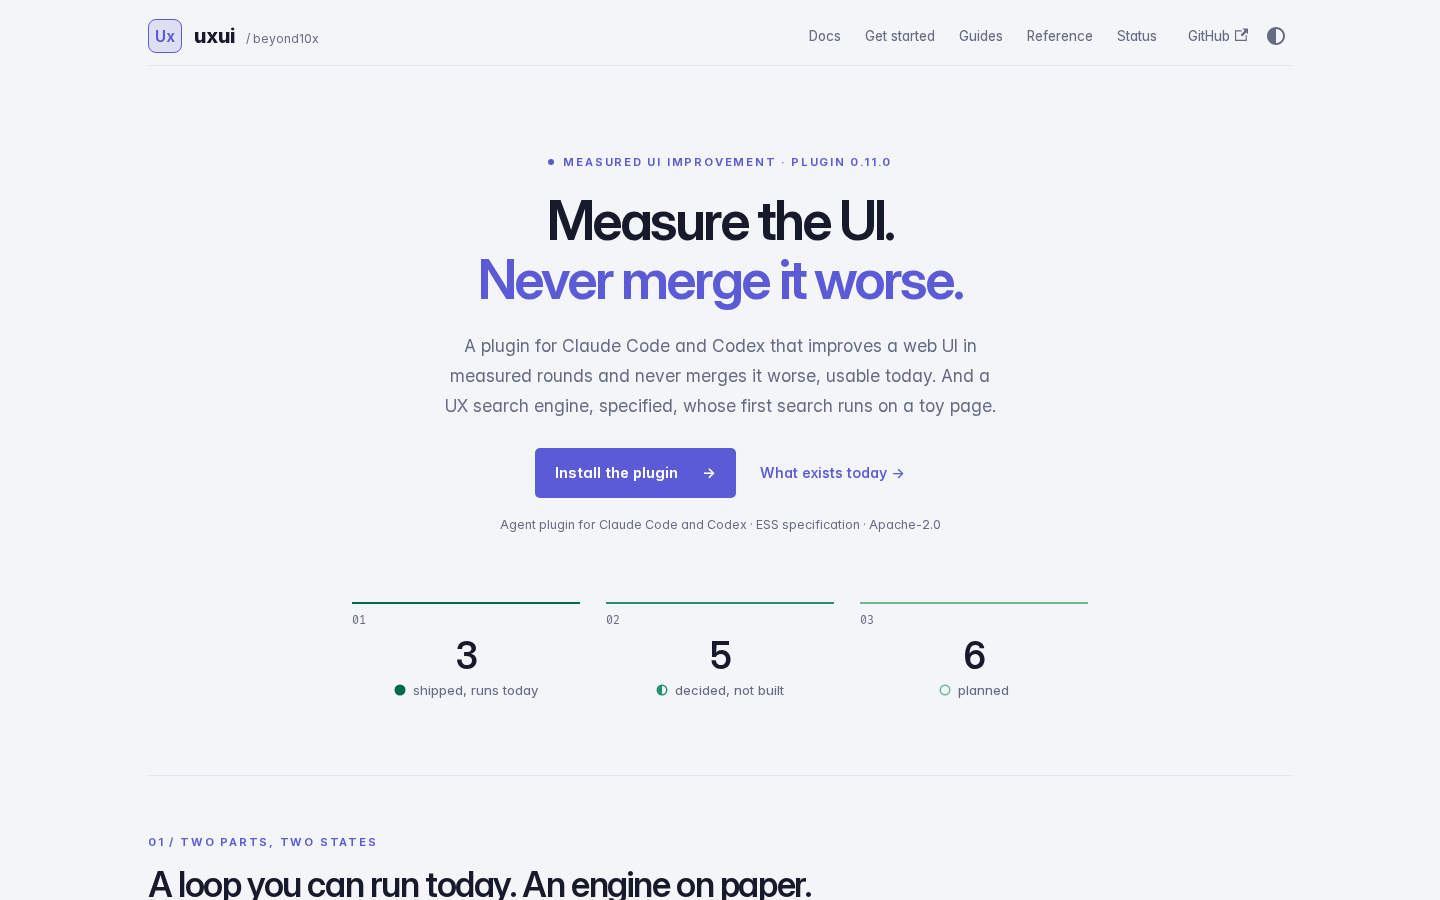 Ux uxui / beyond10x Docs Get started Guides Reference Status GitHub
MEASURED UI IMPROVEMENT · PLUGIN 0.11.0
Measure the UI.
Never merge it worse.
A plugin for Claude Code and Codex that improves a web UI in
measured rounds and never merges it worse, usable today. And a
UX search engine, specified, whose first search runs on a toy page.
Install the plugin → What exists today →
Agent plugin for Claude Code and Codex · ESS specification · Apache-2.0
01 02 03
3 5 6
shipped, runs today decided, not built planned
01 / TWO PARTS, TWO STATES
A loop you can run today. An engine on paper.